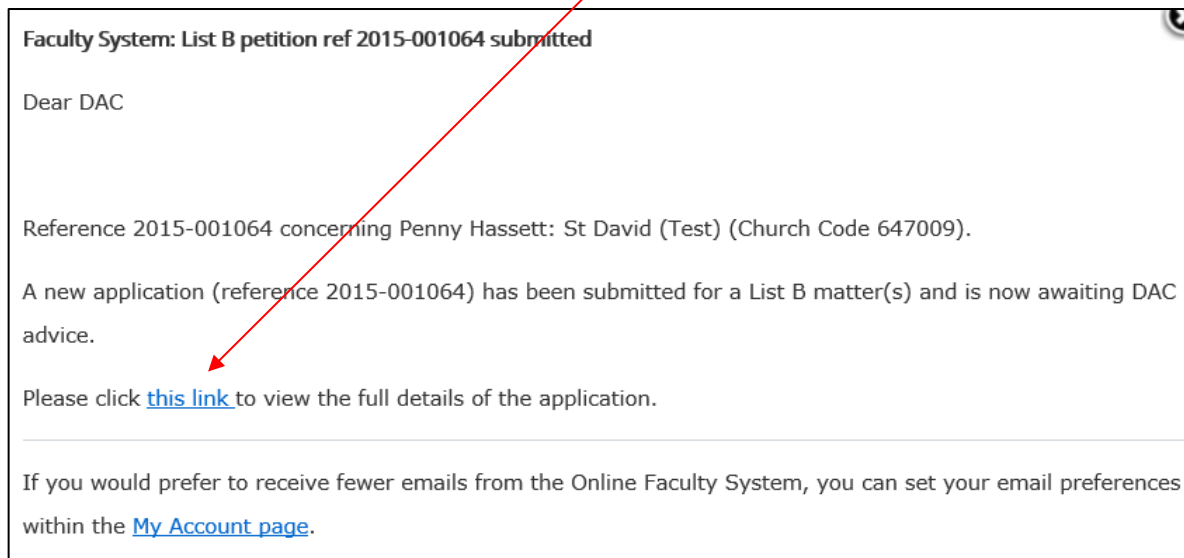 Faculty System: List B petition ref 2015-001064 submitted
Dear DAC
Reference 2015-001064 concerning Penny Hassett: St David (Test) (Church Code 647009).
A new application (reference 2015-001064) has been submitted for a List B matter(s) and is now awaiting DAC
advice.
Please click this link to view the full details of the application.
If you would prefer to receive fewer emails from the Online Faculty System, you can set your email preferences
within the My Account page.